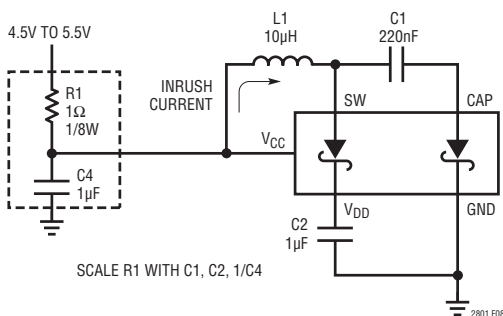 4.5V TO 5.5V
R1
1Ω
1/8W
C4
1µF
INRUSH
CURRENT
L1
10µH
C1
220nF
SW
CAP
VCC
VDD
GND
C2
1µF
SCALE R1 WITH C1, C2, 1/C4
2801 F08